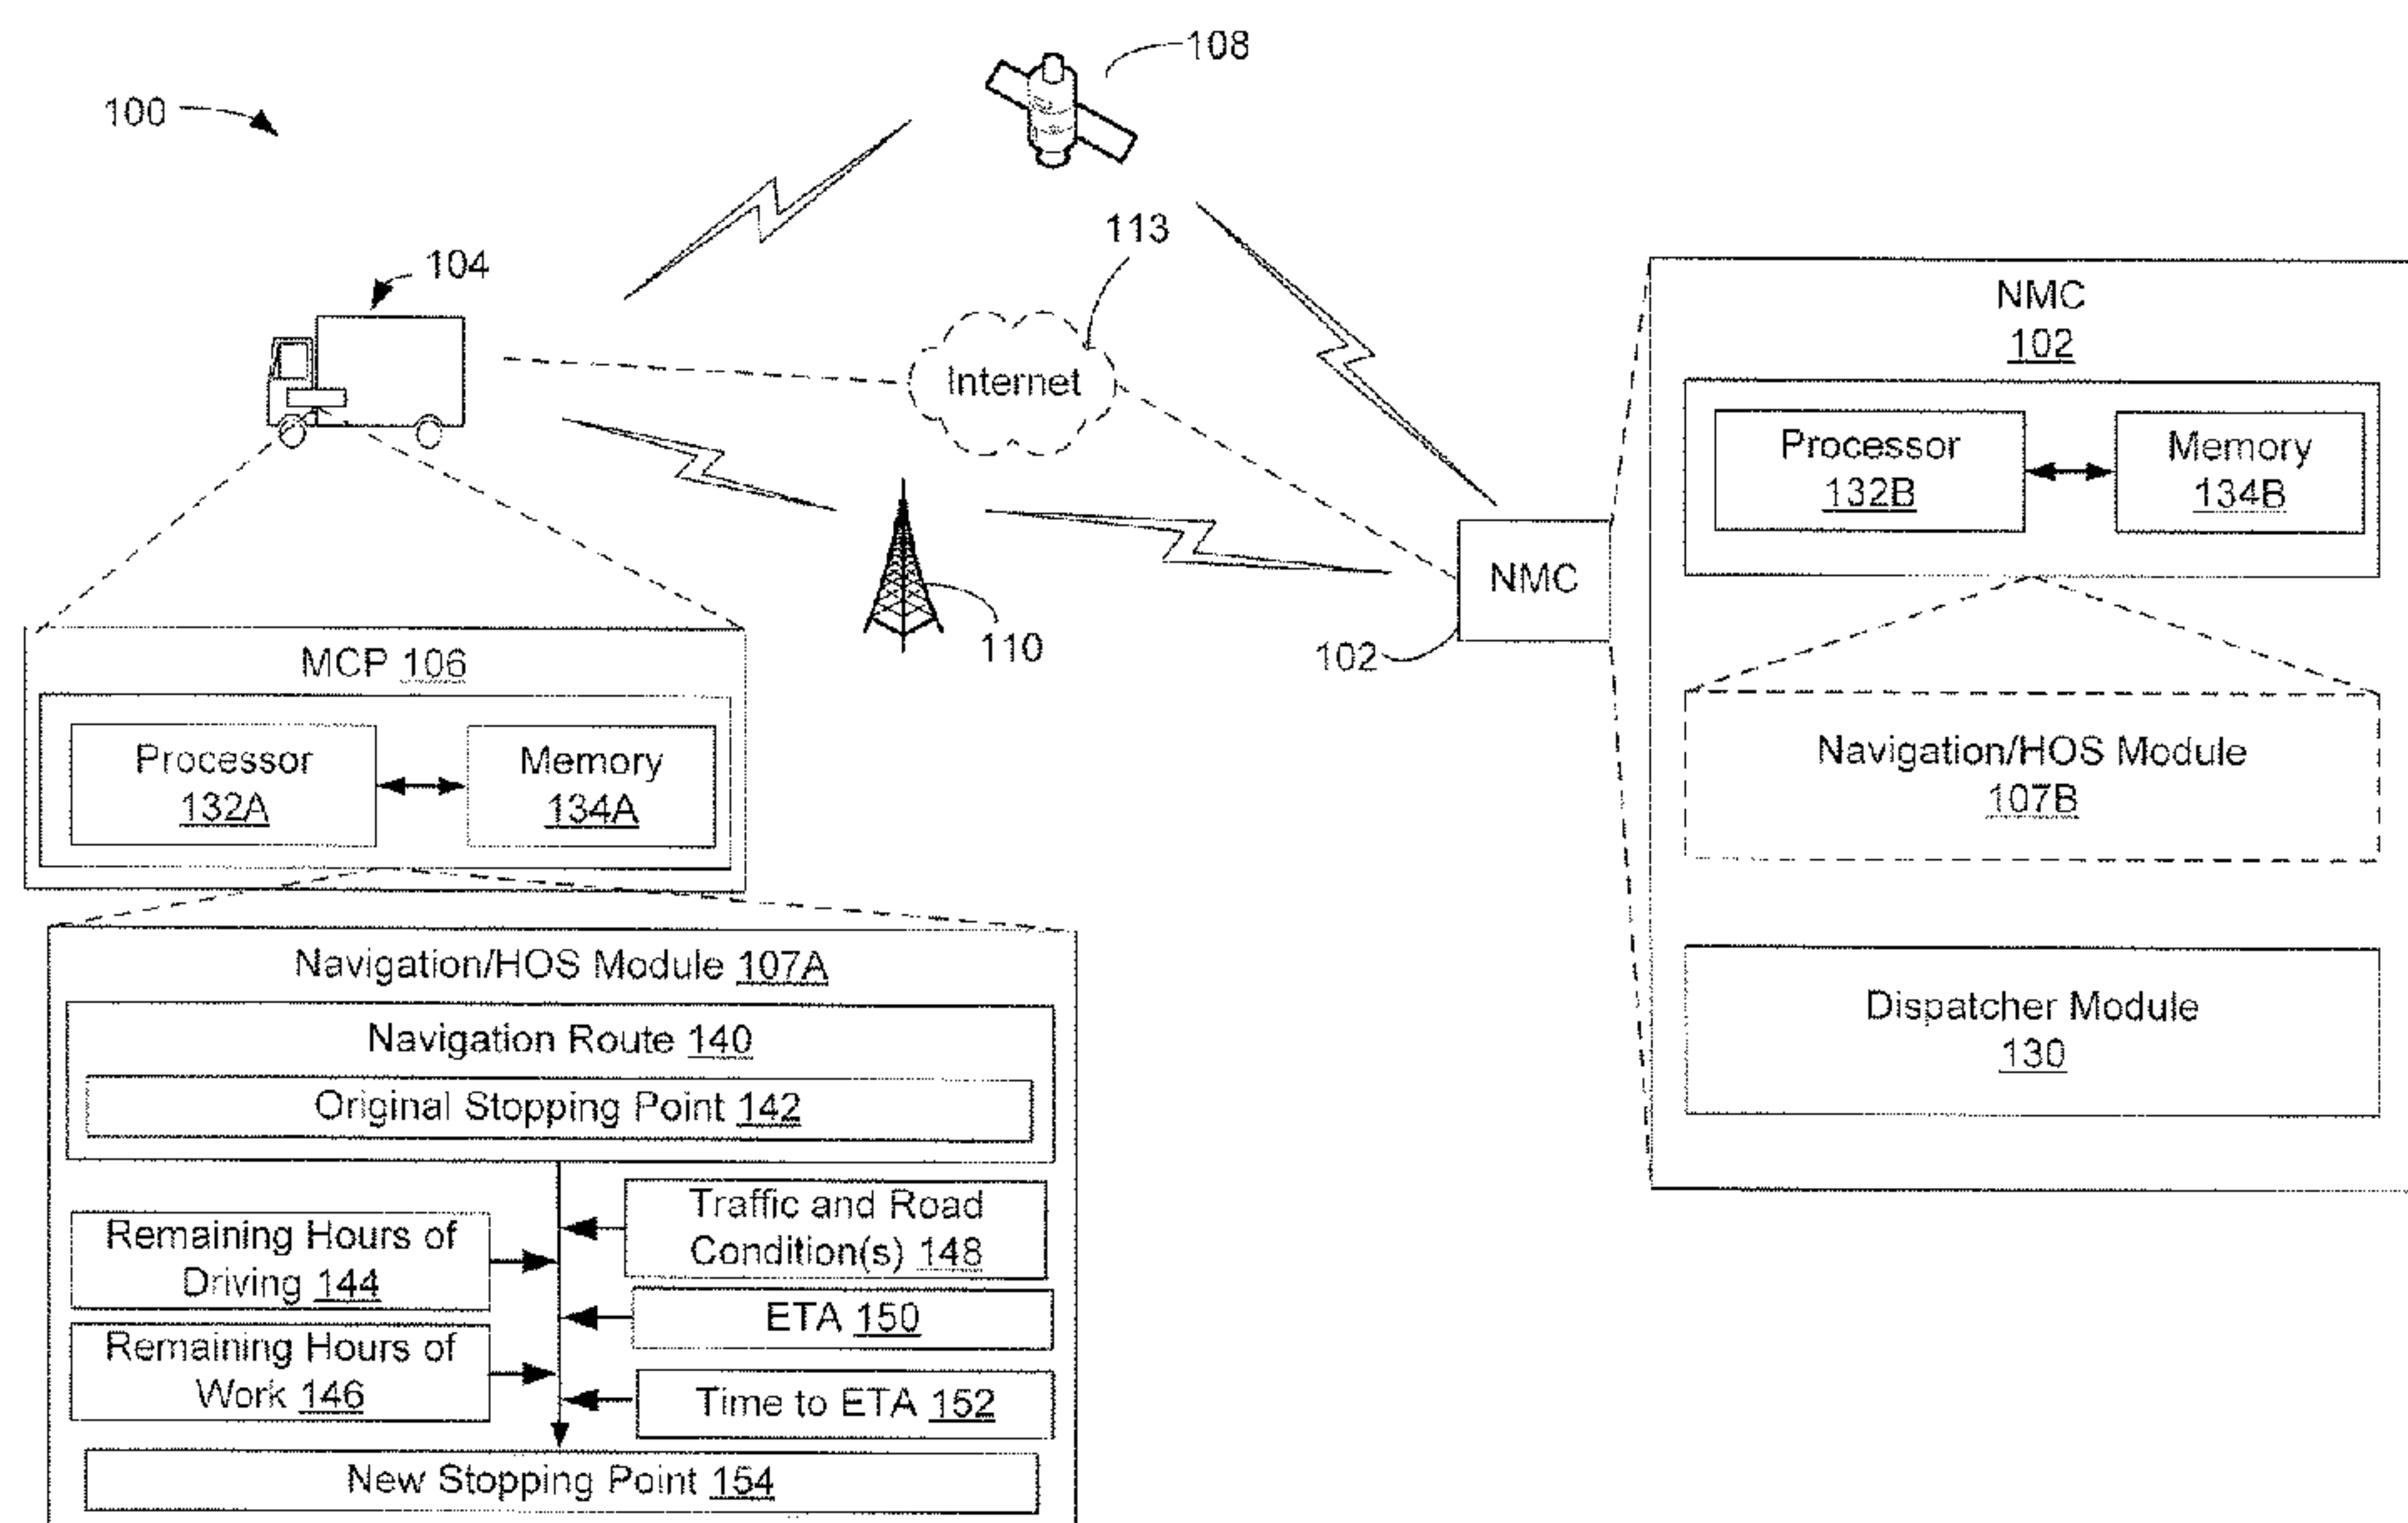 100
108
113
104
Internet
110
NMC
102
MCP 106
Processor
132A
Memory
134A
Navigation/HOS Module 107A
Navigation Route 140
Original Stopping Point 142
Traffic and Road
Condition(s) 148
Remaining Hours of
Driving 144
ETA 150
Remaining Hours of
Work 146
Time to ETA 152
New Stopping Point 154
NMC
102
Processor
132B
Memory
134B
Navigation/HOS Module
107B
Dispatcher Module
130